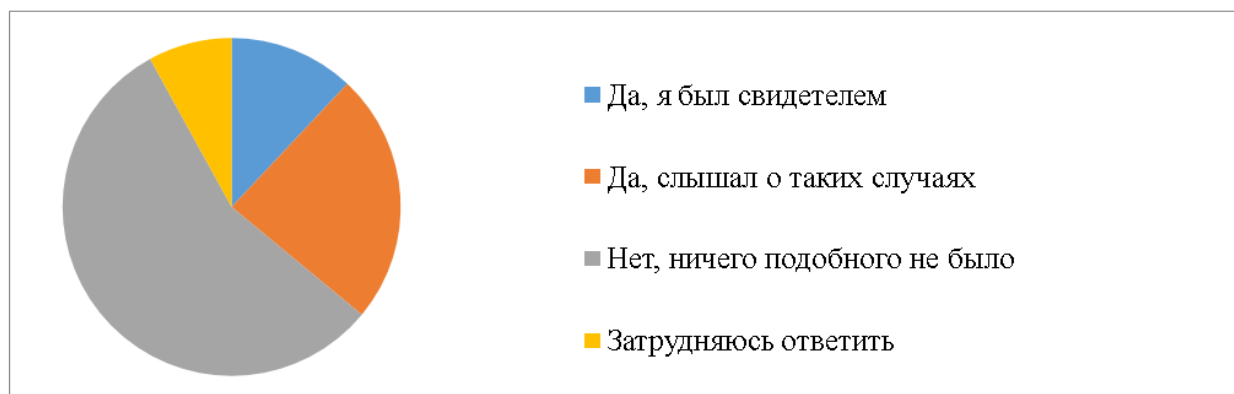 Да, я был свидетелем
Да, слышал о таких случаях
Нет, ничего подобного не было
Затрудняюсь ответить